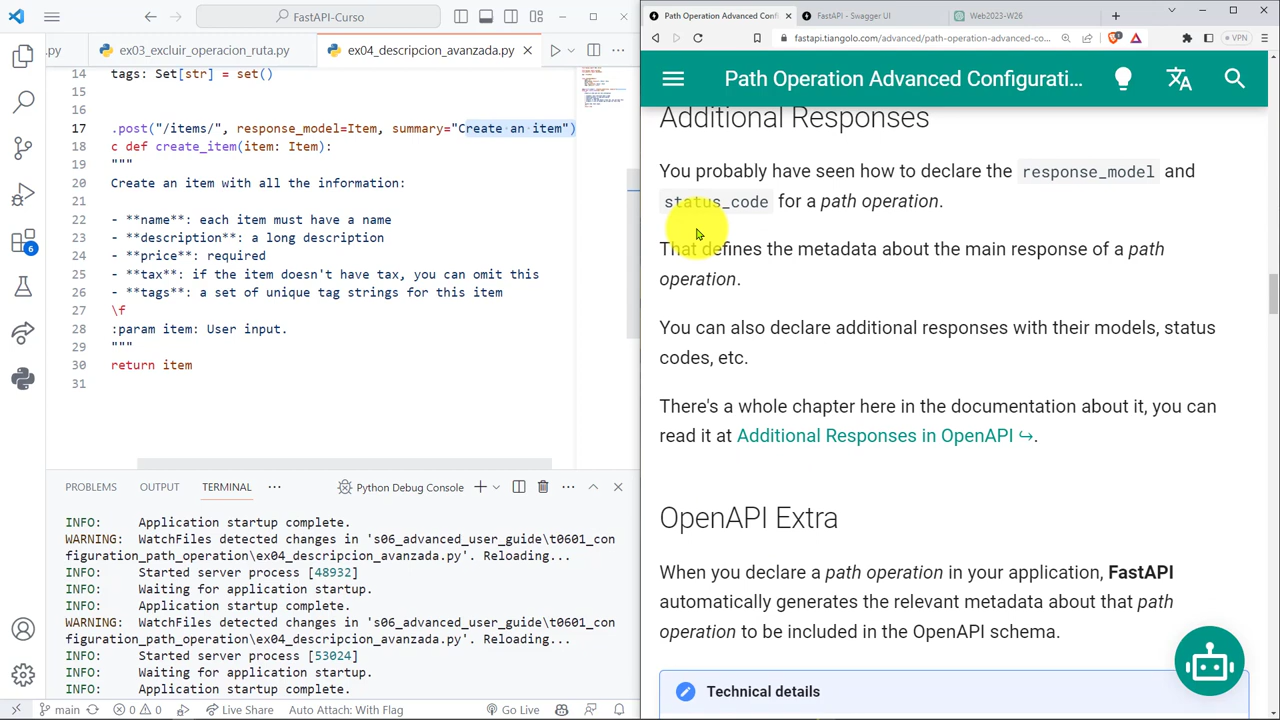 FastAPI-Curso
.py
ex03_excluir_operacion_ruta.py
ex04_descripcion_avanzada.py
14 tags: Set[str] = set()
15
16
17 .post("/items/", response_model=Item, summary="Create an item")
18 c def create_item(item: Item):
19 """
20 Create an item with all the information:
21
22 - **name**: each item must have a name
23 - **description**: a long description
24 - **price**: required
25 - **tax**: if the item doesn't have tax, you can omit this
26 - **tags**: a set of unique tag strings for this item
27 \f
28 :param item: User input.
29 """
30 return item
31
6
PROBLEMS OUTPUT TERMINAL ··· Python Debug Console
INFO: Application startup complete.
WARNING: WatchFiles detected changes in 's06_advanced_user_guide\t0601_con
figuration_path_operation\ex04_descripcion_avanzada.py'. Reloading...
INFO: Started server process [48932]
INFO: Waiting for application startup.
INFO: Application startup complete.
WARNING: WatchFiles detected changes in 's06_advanced_user_guide\t0601_con
figuration_path_operation\ex04_descripcion_avanzada.py'. Reloading...
INFO: Started server process [53024]
INFO: Waiting for application startup.
INFO: Application startup complete.
main 0 0 Live Share Auto Attach: With Flag Go Live
Path Operation Advanced Confi
FastAPI - Swagger UI
Web2023-W26
fastapi.tiangolo.com/advanced/path-operation-advanced-co...
VPN
Path Operation Advanced Configurati...
Additional Responses
You probably have seen how to declare the response_model and
status_code for a path operation.
That defines the metadata about the main response of a path
operation.
You can also declare additional responses with their models, status
codes, etc.
There's a whole chapter here in the documentation about it, you can
read it at Additional Responses in OpenAPI ↪.
OpenAPI Extra
When you declare a path operation in your application, FastAPI
automatically generates the relevant metadata about that path
operation to be included in the OpenAPI schema.
Technical details